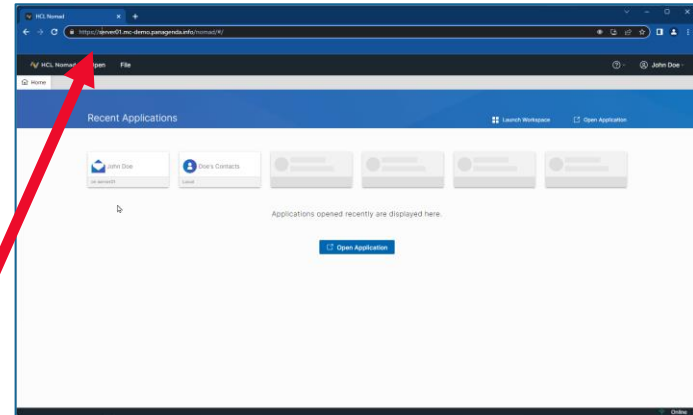 HCL Nomad
https://server01.mc-demo.panagenda.info/nomad/#/
HCL Nomad Open File
John Doe
Home
Recent Applications
Launch Workspace
Open Application
John Doe
on server01
Doe's Contacts
Local
Applications opened recently are displayed here.
Open Application
Online